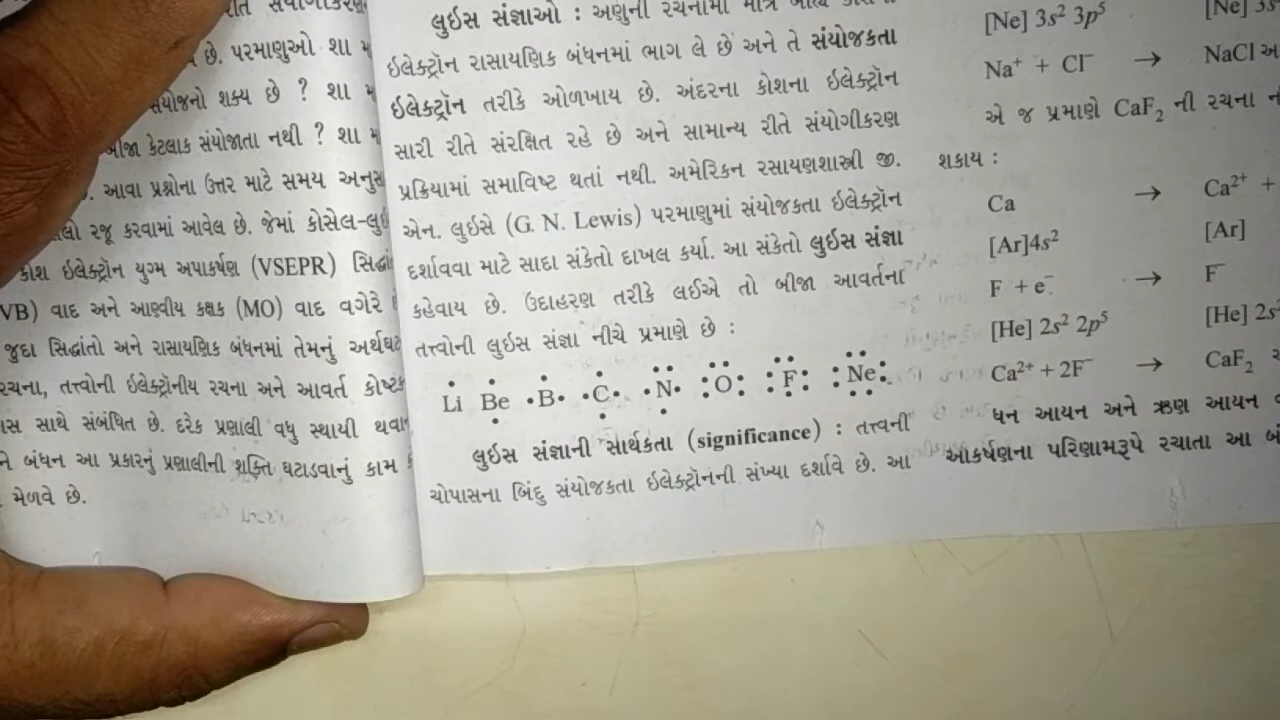 છે. પરમાણુઓ શા
સંયોજનો શક્ય છે ? શા
બીજા કેટલાક સંયોજાતા નથી ? શા
આવા પ્રશ્નોના ઉત્તર માટે સમય
રજૂ કરવામાં આવેલ છે. જેમાં કોસેલ-
કોશ ઇલેક્ટ્રૉન યુગ્મ અપાકર્ષણ (VSEPR)
VB) વાદ અને આણ્વીય કક્ષક (MO) વાદ વગેરે
જુદા સિદ્ધાંતો અને રાસાયણિક બંધનમાં તેમનું
રચના, તત્ત્વોની ઇલેક્ટ્રૉનીય રચના અને આવર્ત
સાથે સંબંધિત છે. દરેક પ્રણાલી વધુ સ્થાયી
બંધન આ પ્રકારનું પ્રણાલીની શક્તિ ઘટાડવાનું કામ
મેળવે છે.
લુઇસ સંજ્ઞાઓ : અણુની રચનામાં માત્ર
ઇલેક્ટ્રૉન રાસાયણિક બંધનમાં ભાગ લે છે અને તે સંયોજકતા
ઇલેક્ટ્રૉન તરીકે ઓળખાય છે. અંદરના કોશના ઇલેક્ટ્રૉન
સારી રીતે સંરક્ષિત રહે છે અને સામાન્ય રીતે સંયોગીકરણ
પ્રક્રિયામાં સમાવિષ્ટ થતાં નથી. અમેરિકન રસાયણશાસ્ત્રી જી.
એન. લુઇસે (G. N. Lewis) પરમાણુમાં સંયોજકતા ઇલેક્ટ્રૉન
દર્શાવવા માટે સાદા સંકેતો દાખલ કર્યા. આ સંકેતો લુઇસ સંજ્ઞા
કહેવાય છે. ઉદાહરણ તરીકે લઈએ તો બીજા આવર્તના
તત્ત્વોની લુઇસ સંજ્ઞા નીચે પ્રમાણે છે :
Li Be B C N O F Ne
લુઇસ સંજ્ઞાની સાર્થકતા (significance) : તત્ત્વની
ચોપાસના બિંદુ સંયોજકતા ઇલેક્ટ્રૉનની સંખ્યા દર્શાવે છે. આ
[Ne] 3s² 3p⁵ [Ne]
Na⁺ + Cl⁻ → NaCl
એ જ પ્રમાણે CaF₂ ની રચના
શકાય :
Ca → Ca²⁺ +
[Ar]4s² [Ar]
F + e⁻ → F⁻
[He] 2s² 2p⁵ [He]
Ca²⁺ + 2F⁻ → CaF₂
ધન આયન અને ઋણ આયન
આકર્ષણના પરિણામરૂપે રચાતા આ